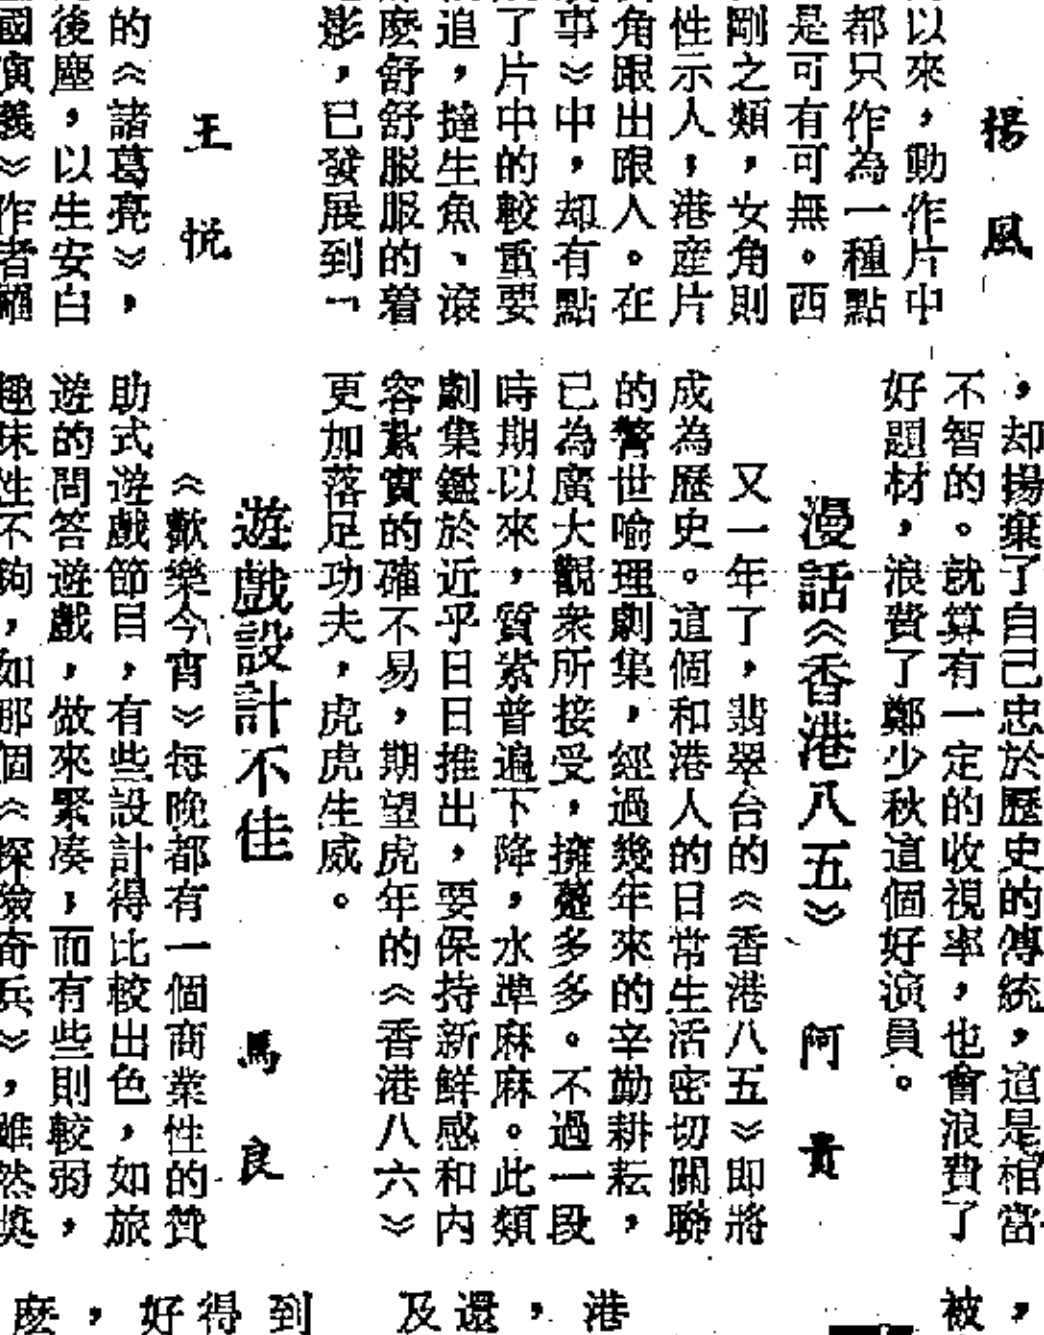 揚風
以來，動作片中
都只作為一種點
是可有可無。西
剛之類，女角則
性示人，港産片
角跟出跟人。在
事》中，却有點
了片中的較重要
追，撻生魚、滾
麽舒舒服服的着
影，已發展到「
王悦
的《諸葛亮》，
後塵，以生安白
國演義》作者羅
，却揚棄了自己忠於歷史的傳統，這是相當
不智的。就算有一定的收視率，也會浪費了
好題材，浪費了鄭少秋這個好演員。
漫話《香港八五》 阿貴
又一年了，翡翠台的《香港八五》即將
成為歷史。這個和港人的日常生活密切關聯
的警世喻理劇集，經過幾年來的辛勤耕耘，
已為廣大觀衆所接受，擁躉多多。不過一段
時期以來，質素普遍下降，水準麻麻。此類
劇集鑑於近乎日日推出，要保持新鮮感和內
容紮實的確不易，期望虎年的《香港八六》
更加落足功夫，虎虎生威。
遊戲設計不佳 馬良
《歡樂今宵》每晚都有一個商業性的贊
助式遊戲節目，有些設計得比較出色，如旅
遊的問答遊戲，做來緊凑，而有些則較弱，
趣味性不夠，如那個《探險奇兵》，雖然獎
，
被
港
，
還
及
到
得
好
，
麽